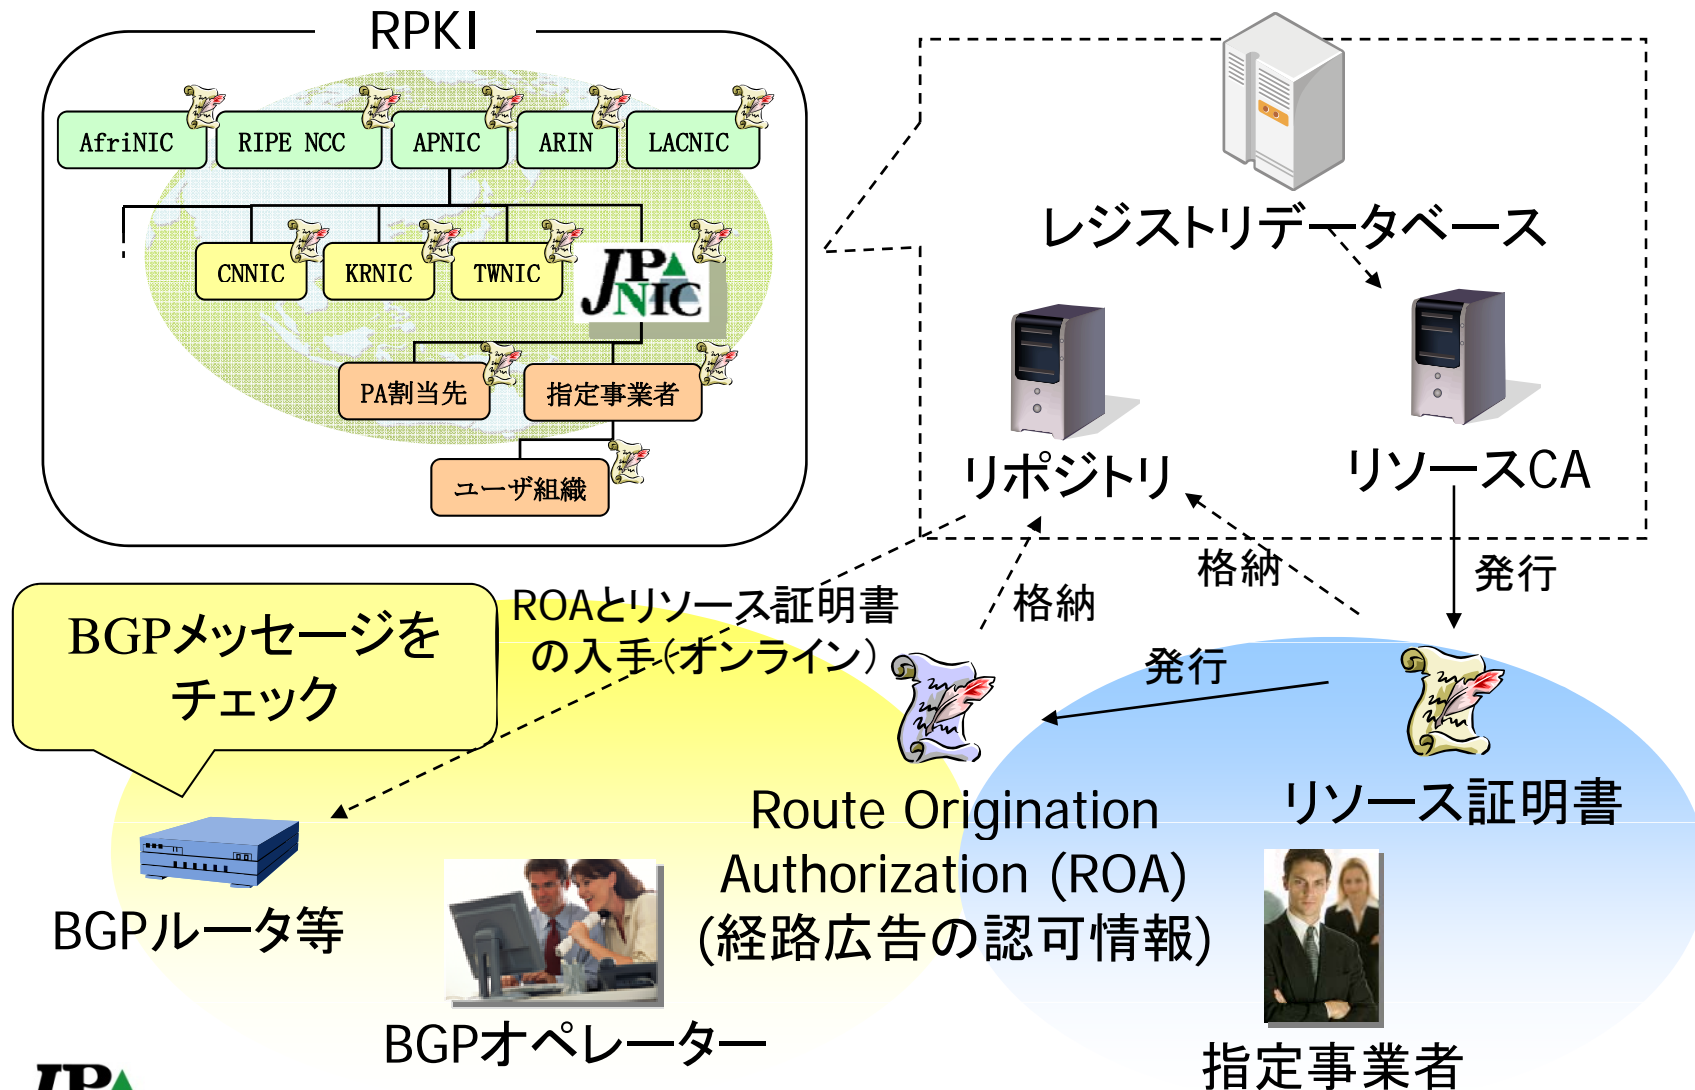 RPKI
AfriNIC
RIPE NCC
APNIC
ARIN
LACNIC
CNNIC
KRNIC
TWNIC
JP
NIC
PA割当先
指定事業者
ユーザ組織
レジストリデータベース
リポジトリ
リソースCA
格納
格納
発行
発行
ROAとリソース証明書
の入手(オンライン)
BGPメッセージを
チェック
リソース証明書
Route Origination
Authorization (ROA)
(経路広告の認可情報)
BGPルータ等
BGPオペレーター
指定事業者
JP